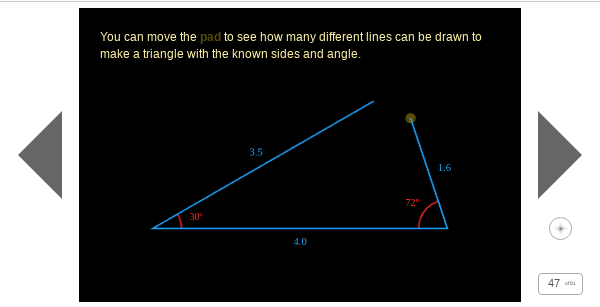 You can move the pad to see how many different lines can be drawn to
make a triangle with the known sides and angle.
3.5
1.6
30°
72°
4.0
47 of 81